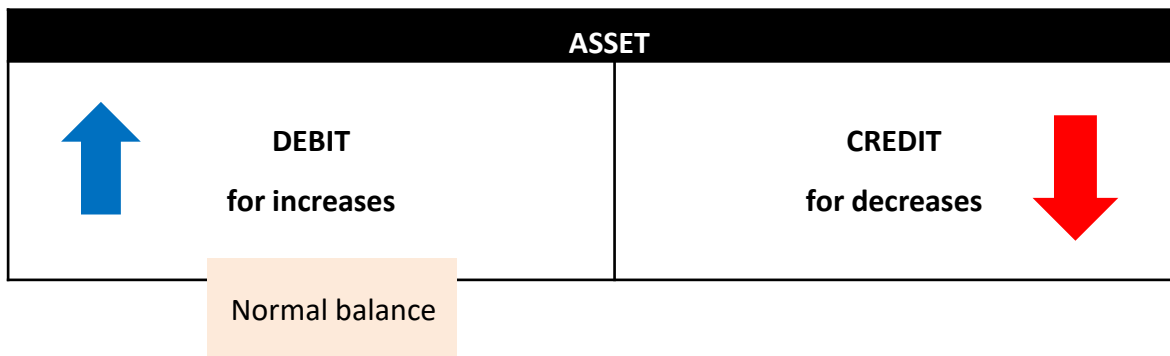 ASSET
DEBIT
for increases
CREDIT
for decreases
Normal balance